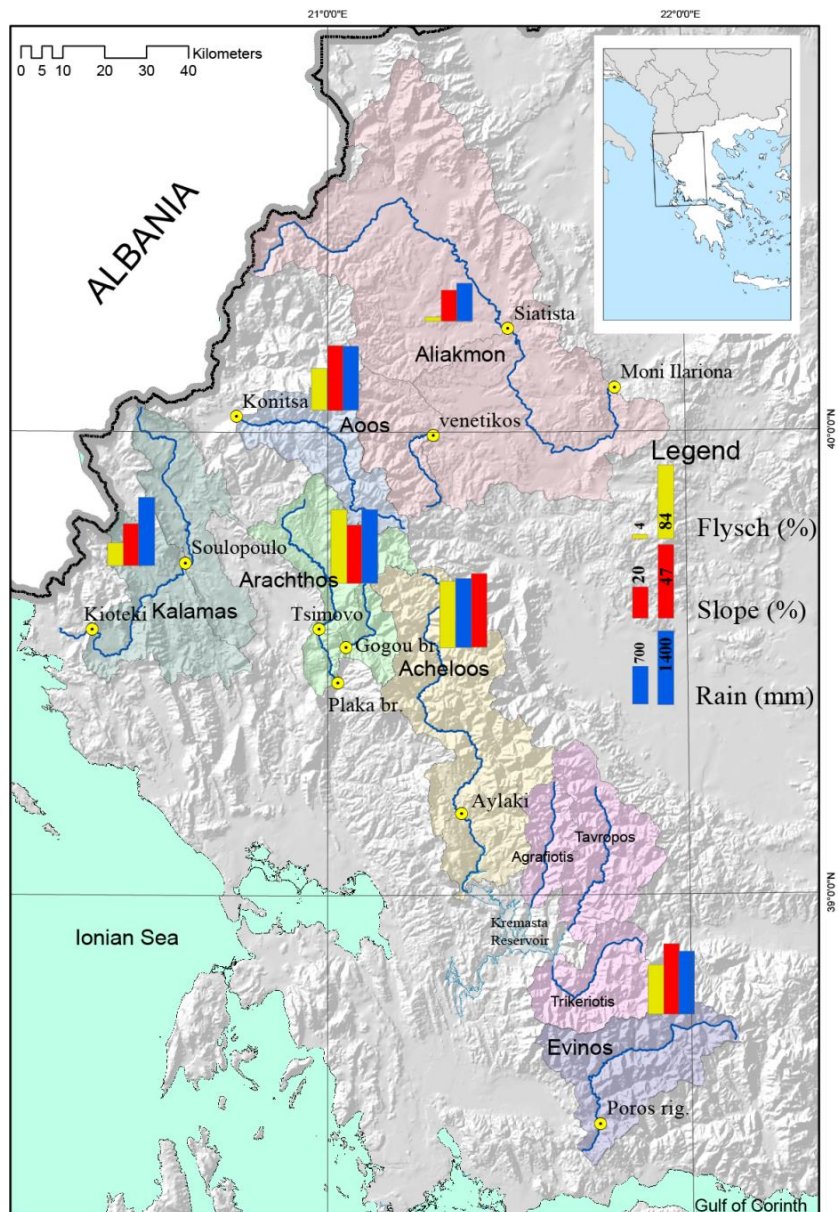 21°0'0"E
22°0'0"E
Kilometers
0 5 10 20 30 40
ALBANIA
Siatista
Aliakmon
Moni Ilariona
Konitsa
Aoos
venetikos
40°0'0"N
Legend
4
84
Flysch (%)
20
47
Slope (%)
700
1400
Rain (mm)
Soulopoulo
Arachthos
Kioteki
Kalamas
Tsimovo
Gogou br.
Acheloos
Plaka br.
Aylaki
Tavropos
Agrafiotis
39°0'0"N
Kremasta
Reservoir
Ionian Sea
Trikeriotis
Evinos
Poros rig.
Gulf of Corinth